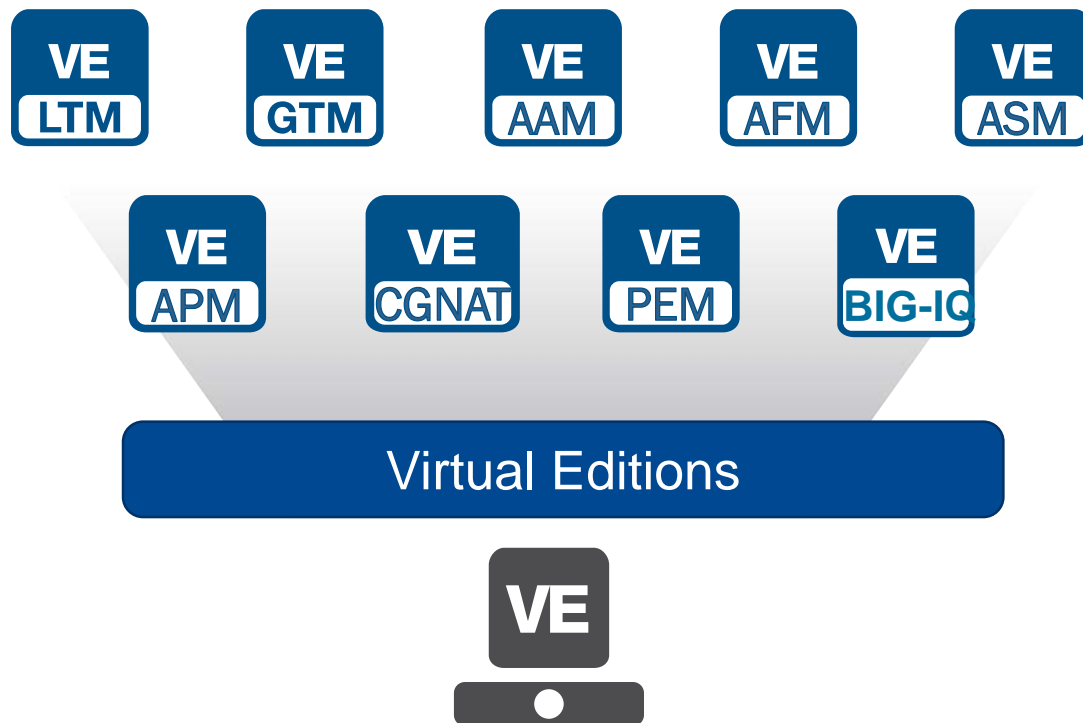 VE
LTM
VE
GTM
VE
AAM
VE
AFM
VE
ASM
VE
APM
VE
CGNAT
VE
PEM
VE
BIG-IQ
Virtual Editions
VE